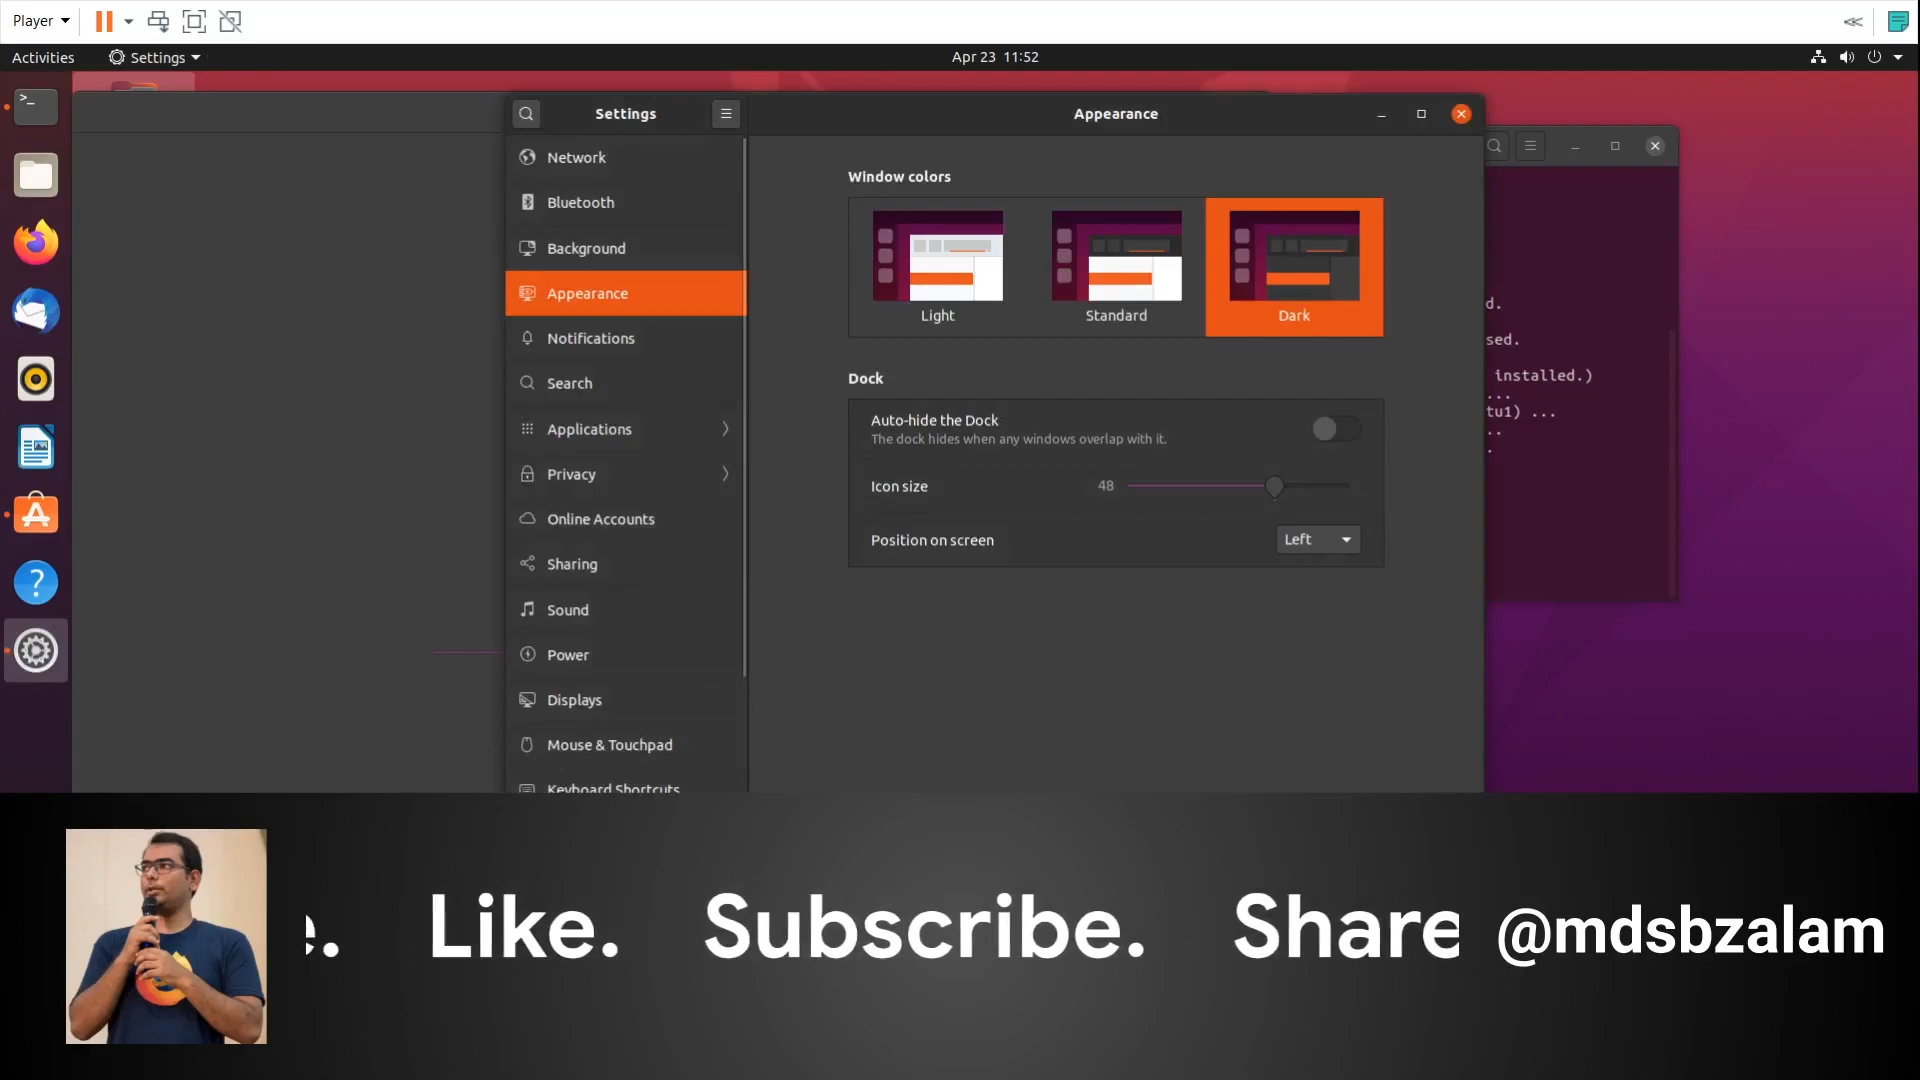 Player
Activities
Settings
Apr 23 11:52
Settings
Appearance
Network
Bluetooth
Background
Appearance
Notifications
Search
Applications
Privacy
Online Accounts
Sharing
Sound
Power
Displays
Mouse & Touchpad
Keyboard Shortcuts
Window colors
Light
Standard
Dark
Dock
Auto-hide the Dock
The dock hides when any windows overlap with it.
Icon size
48
Position on screen
Left
d.
sed.
installed.)
...
tu1) ...
..
.
e. Like. Subscribe. Share
@mdsbzalam